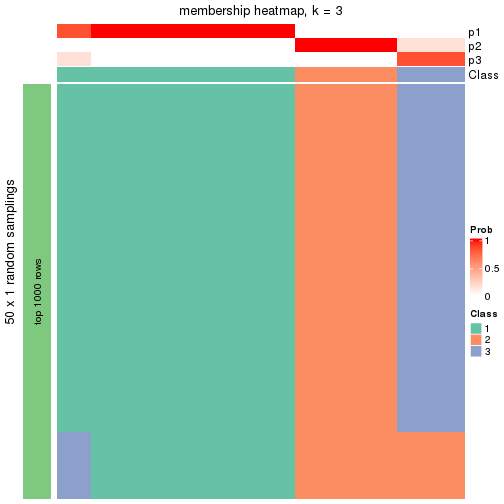 membership heatmap, k = 3
p1
p2
p3
Class
50 x 1 random samplings
top 1000 rows
Prob
1
0.5
0
Class
1
2
3